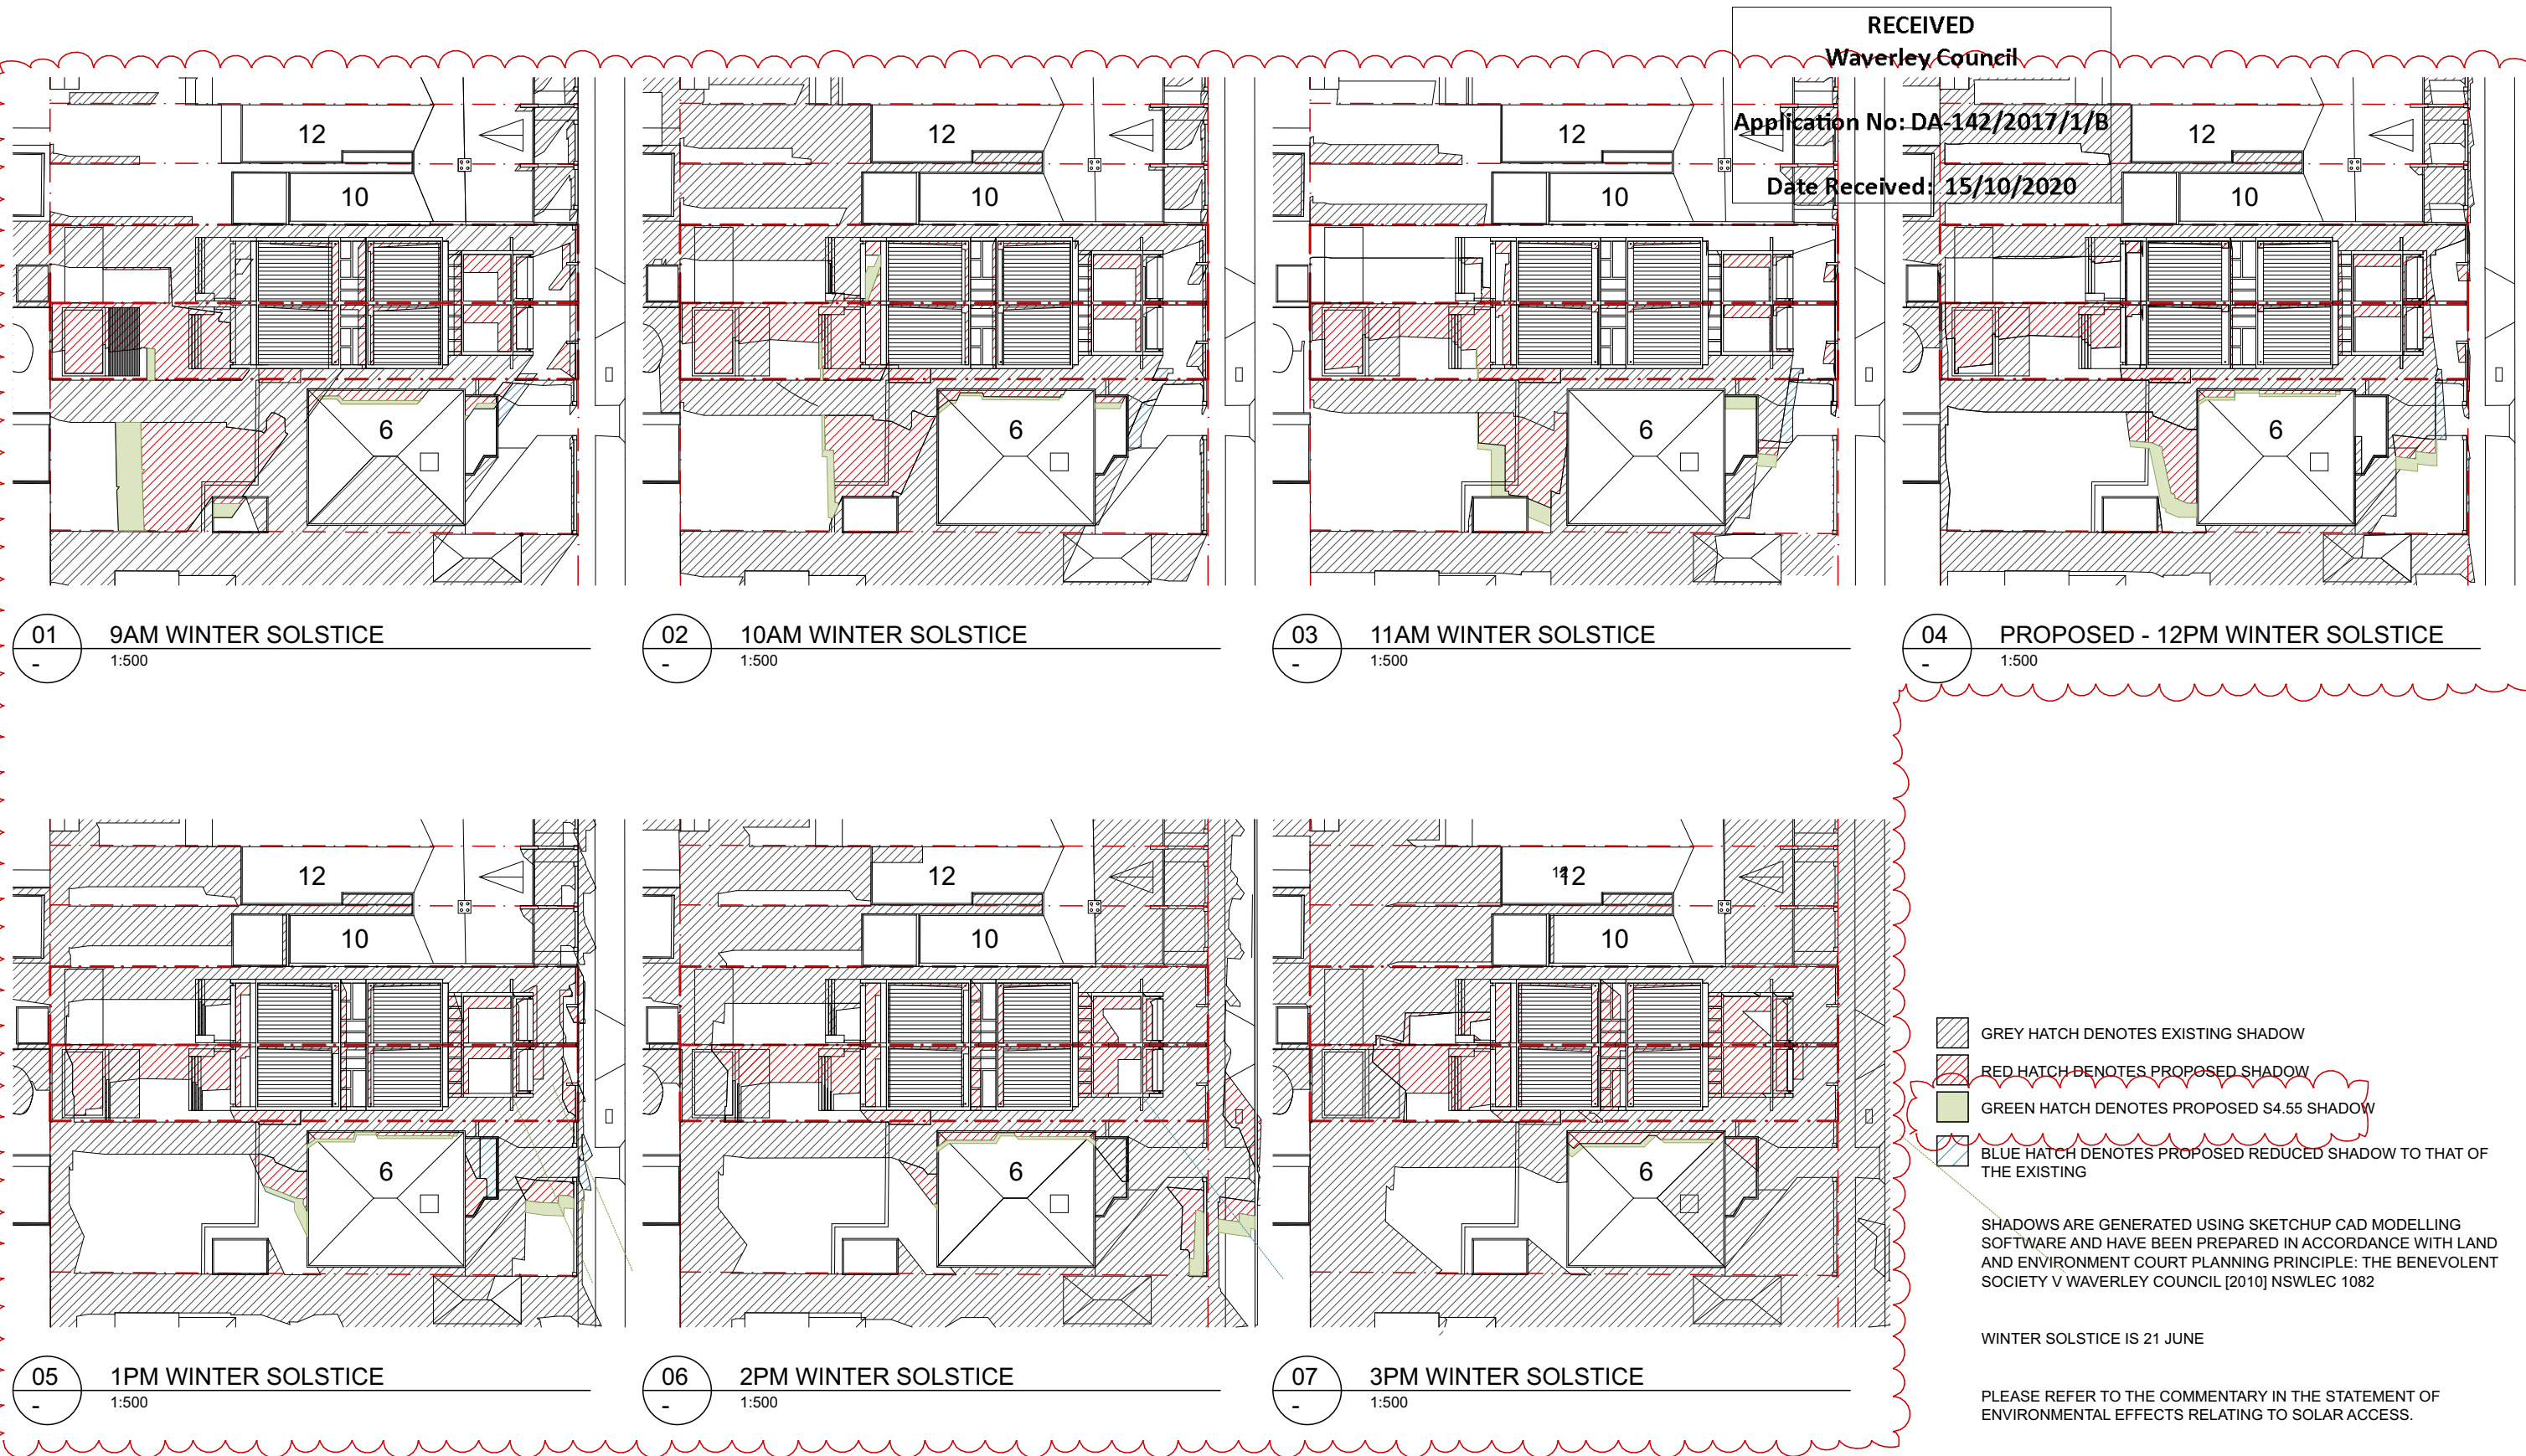 RECEIVED
Waverley Council
Application No: DA-142/2017/1/B
Date Received: 15/10/2020
12
10
6
12
10
6
12
10
6
12
10
6
01
-
9AM WINTER SOLSTICE
1:500
02
-
10AM WINTER SOLSTICE
1:500
03
-
11AM WINTER SOLSTICE
1:500
04
-
PROPOSED - 12PM WINTER SOLSTICE
1:500
12
10
6
12
10
6
12
12
10
6
05
-
1PM WINTER SOLSTICE
1:500
06
-
2PM WINTER SOLSTICE
1:500
07
-
3PM WINTER SOLSTICE
1:500
GREY HATCH DENOTES EXISTING SHADOW
RED HATCH DENOTES PROPOSED SHADOW
GREEN HATCH DENOTES PROPOSED S4.55 SHADOW
BLUE HATCH DENOTES PROPOSED REDUCED SHADOW TO THAT OF
THE EXISTING
SHADOWS ARE GENERATED USING SKETCHUP CAD MODELLING
SOFTWARE AND HAVE BEEN PREPARED IN ACCORDANCE WITH LAND
AND ENVIRONMENT COURT PLANNING PRINCIPLE: THE BENEVOLENT
SOCIETY V WAVERLEY COUNCIL [2010] NSWLEC 1082
WINTER SOLSTICE IS 21 JUNE
PLEASE REFER TO THE COMMENTARY IN THE STATEMENT OF
ENVIRONMENTAL EFFECTS RELATING TO SOLAR ACCESS.